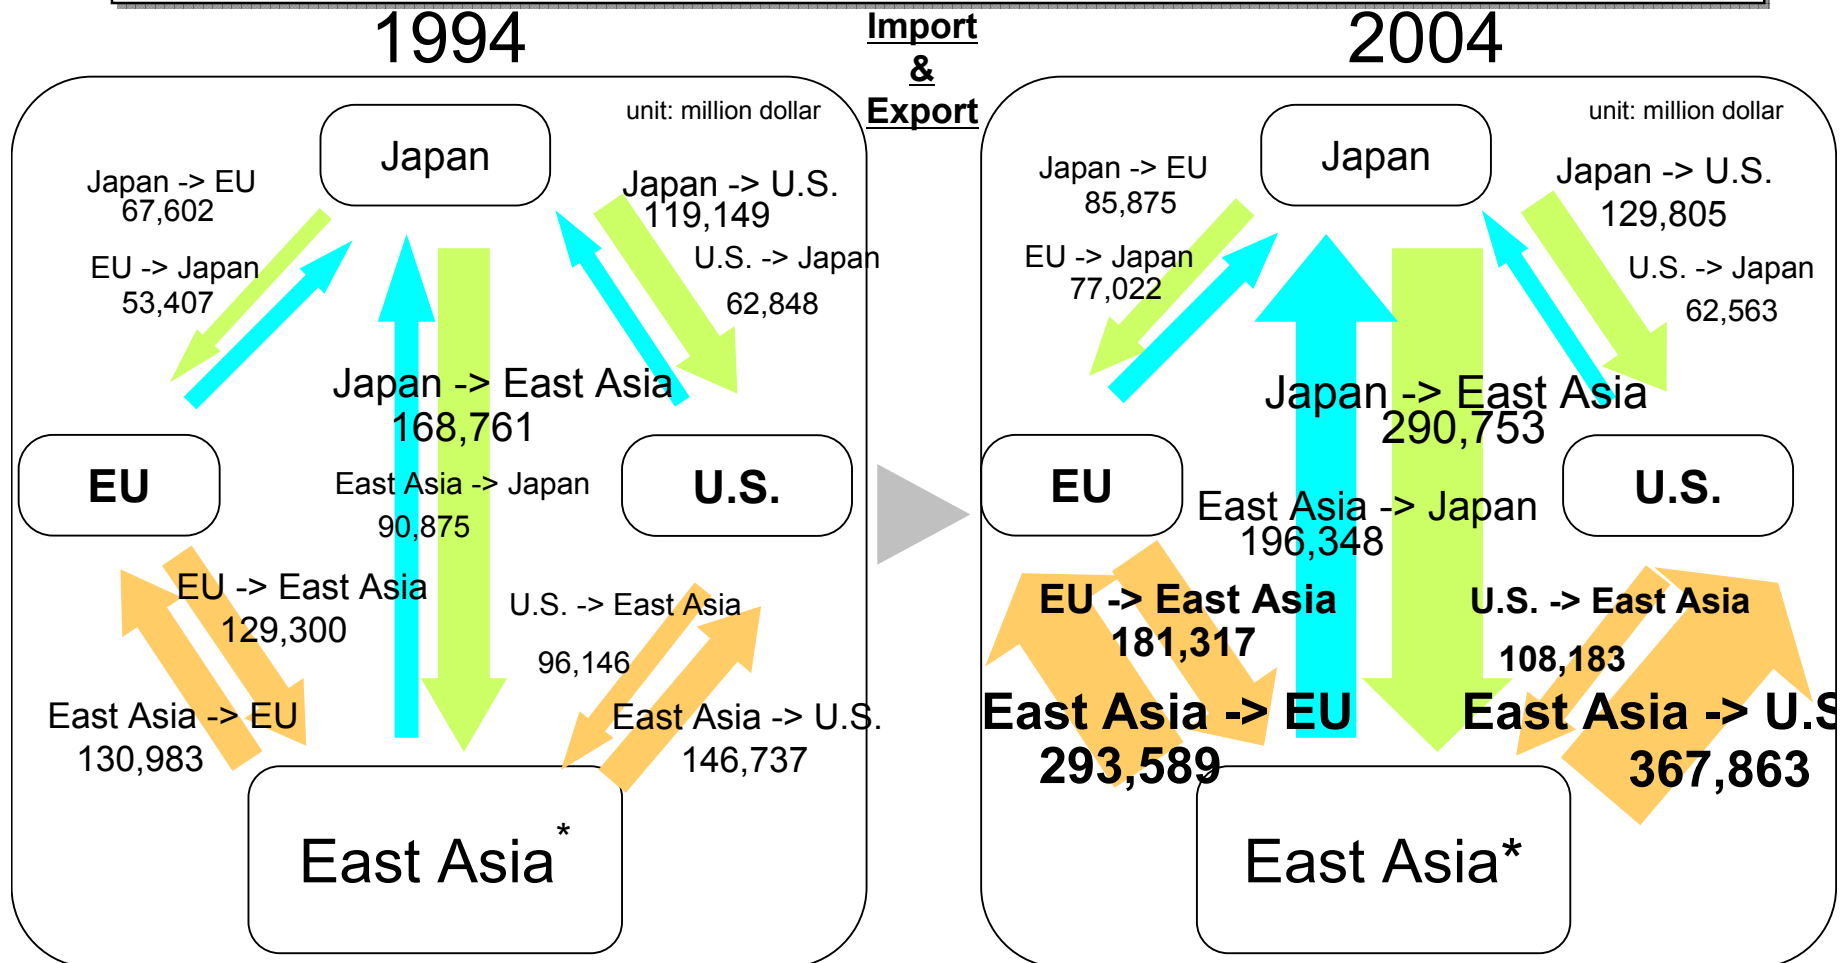 1994
Import
&
Export
2004
unit: million dollar
Japan
Japan -> EU
67,602
Japan -> U.S.
119,149
EU -> Japan
53,407
U.S. -> Japan
62,848
Japan -> East Asia
168,761
EU
East Asia -> Japan
90,875
U.S.
EU -> East Asia
129,300
U.S. -> East Asia
96,146
East Asia -> EU
130,983
East Asia -> U.S.
146,737
East Asia*
unit: million dollar
Japan
Japan -> EU
85,875
Japan -> U.S.
129,805
EU -> Japan
77,022
U.S. -> Japan
62,563
Japan -> East Asia
290,753
EU
East Asia -> Japan
196,348
U.S.
EU -> East Asia
181,317
U.S. -> East Asia
108,183
East Asia -> EU
293,589
East Asia -> U.S
367,863
East Asia*